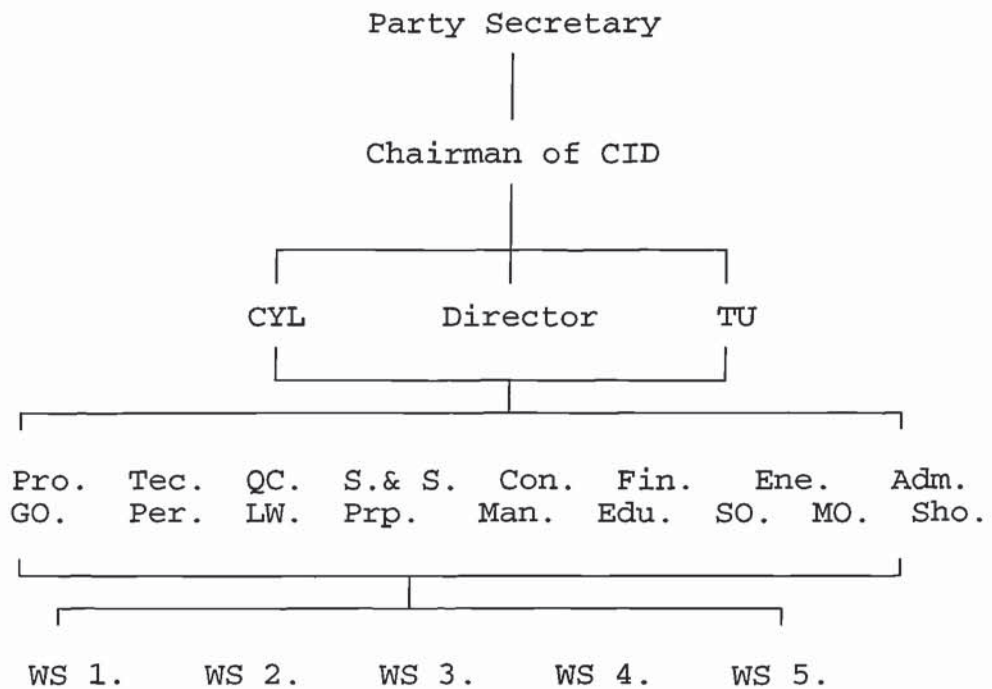 Party Secretary
Chairman of CID
CYL Director TU
Pro. Tec. QC. S.& S. Con. Fin. Ene. Adm.
GO. Per. LW. Prp. Man. Edu. SO. MO. Sho.
WS 1. WS 2. WS 3. WS 4. WS 5.